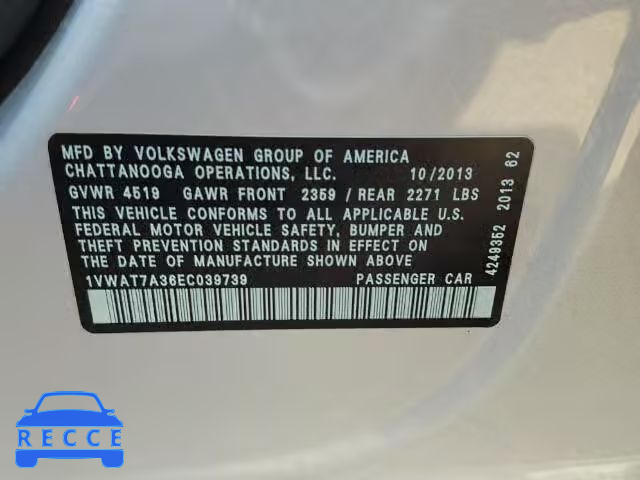 MFD BY VOLKSWAGEN GROUP OF AMERICA
CHATTANOOGA OPERATIONS, LLC. 10/2013
GVWR 4519 GAWR FRONT 2359 / REAR 2271 LBS
THIS VEHICLE CONFORMS TO ALL APPLICABLE U.S.
FEDERAL MOTOR VEHICLE SAFETY, BUMPER AND
THEFT PREVENTION STANDARDS IN EFFECT ON
THE DATE OF MANUFACTURE SHOWN ABOVE
1VWAT7A36EC039739 PASSENGER CAR
4249352 2013 62
RECCE